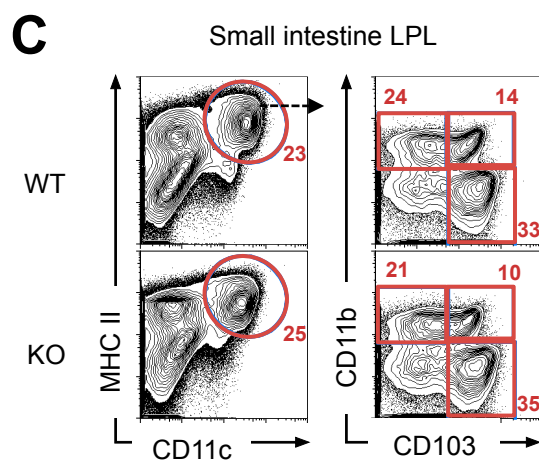 C
Small intestine LPL
24
14
23
WT
33
21
10
25
KO
35
MHC II
CD11b
CD11c
CD103